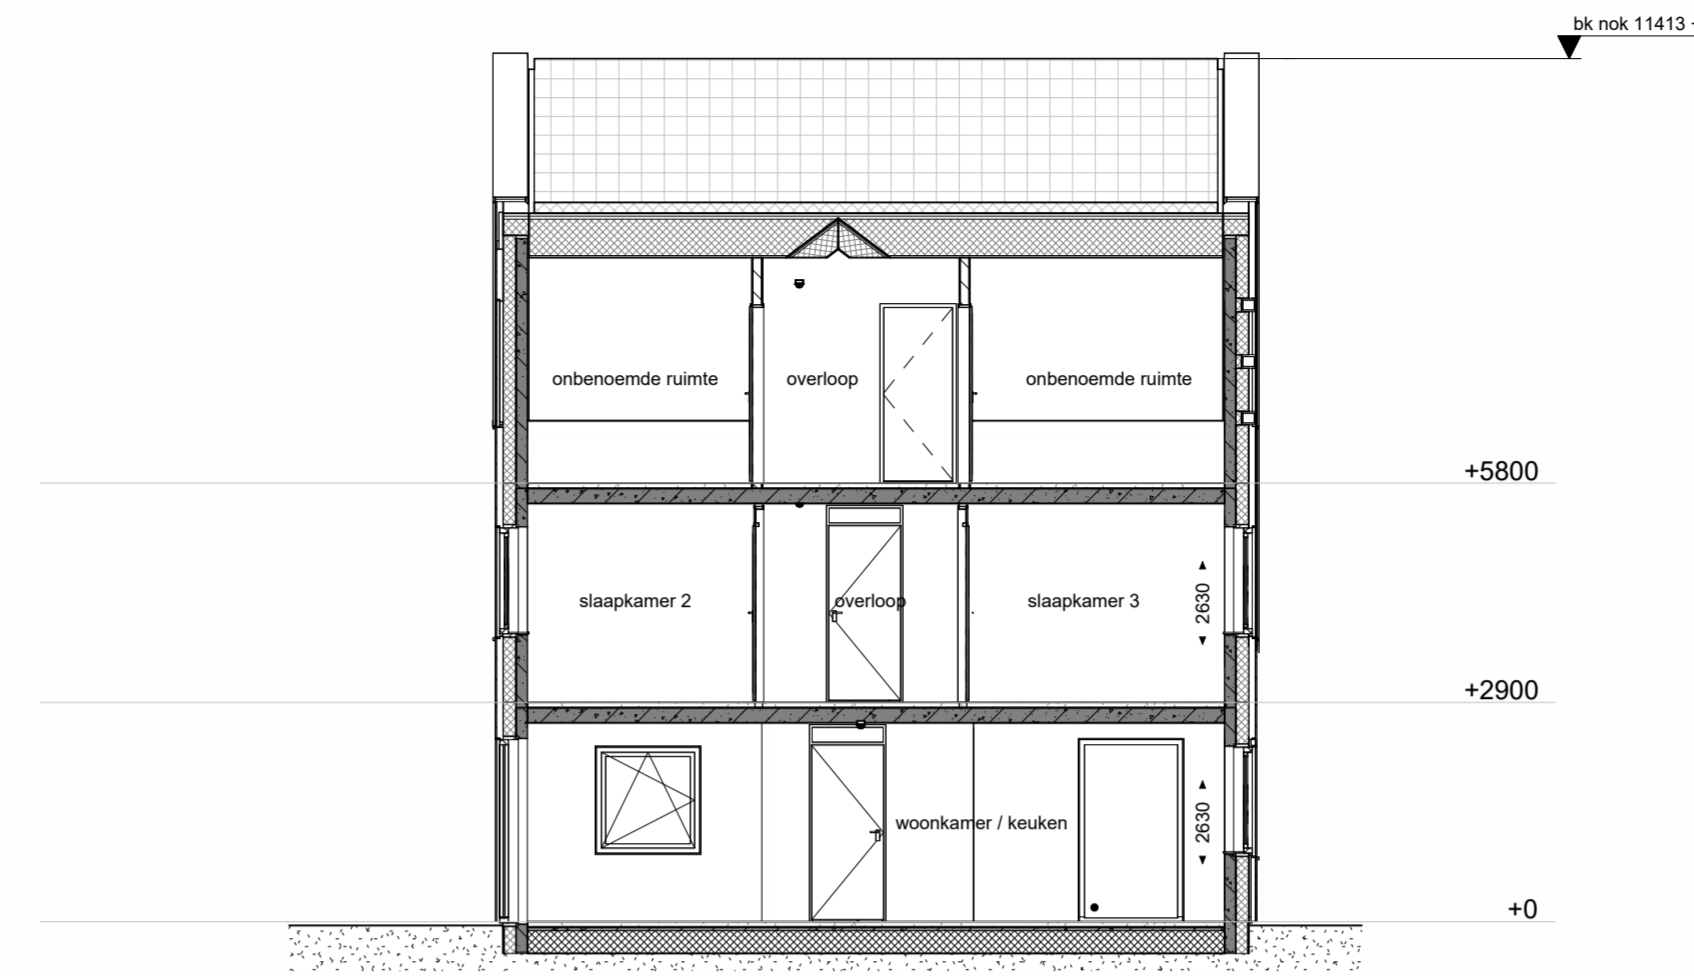 bk nok 11413 +
onbenoemde ruimte
overloop
onbenoemde ruimte
+5800
slaapkamer 2
overloop
slaapkamer 3
2630
+2900
woonkamer / keuken
2630
+0